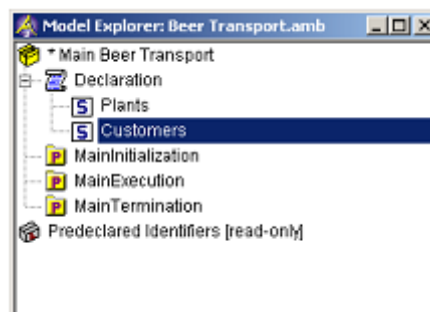 Model Explorer: Beer Transport.amb
* Main Beer Transport
Declaration
S Plants
S Customers
P MainInitialization
P MainExecution
P MainTermination
Predeclared Identifiers [read-only]